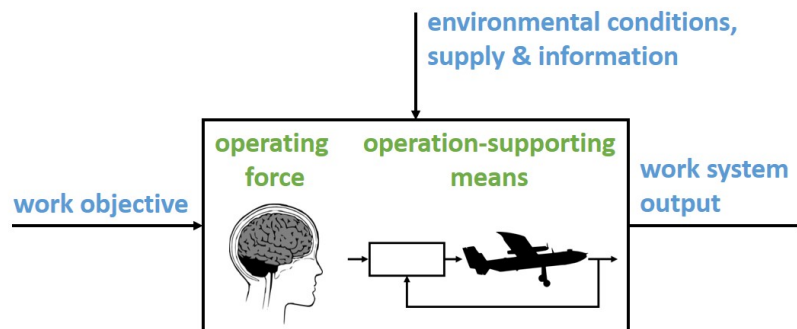 environmental conditions,
supply & information
operating
force
operation-supporting
means
work objective
work system
output